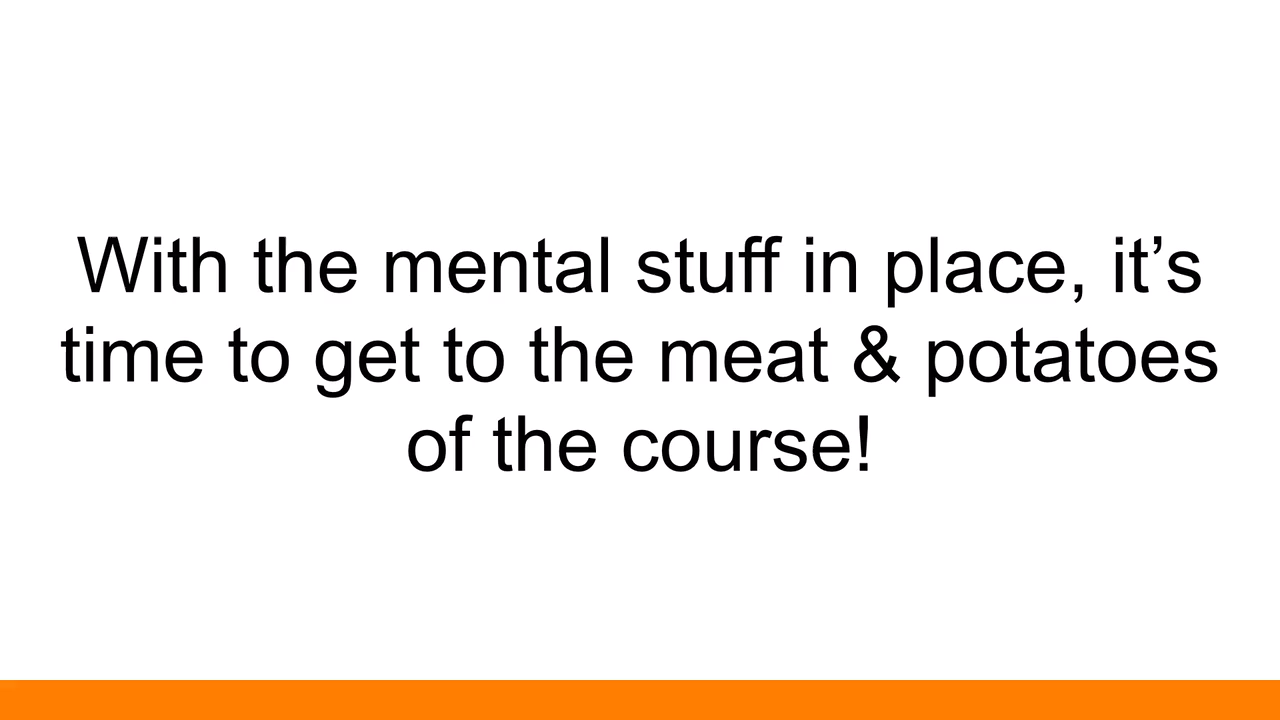 With the mental stuff in place, it’s
time to get to the meat & potatoes
of the course!